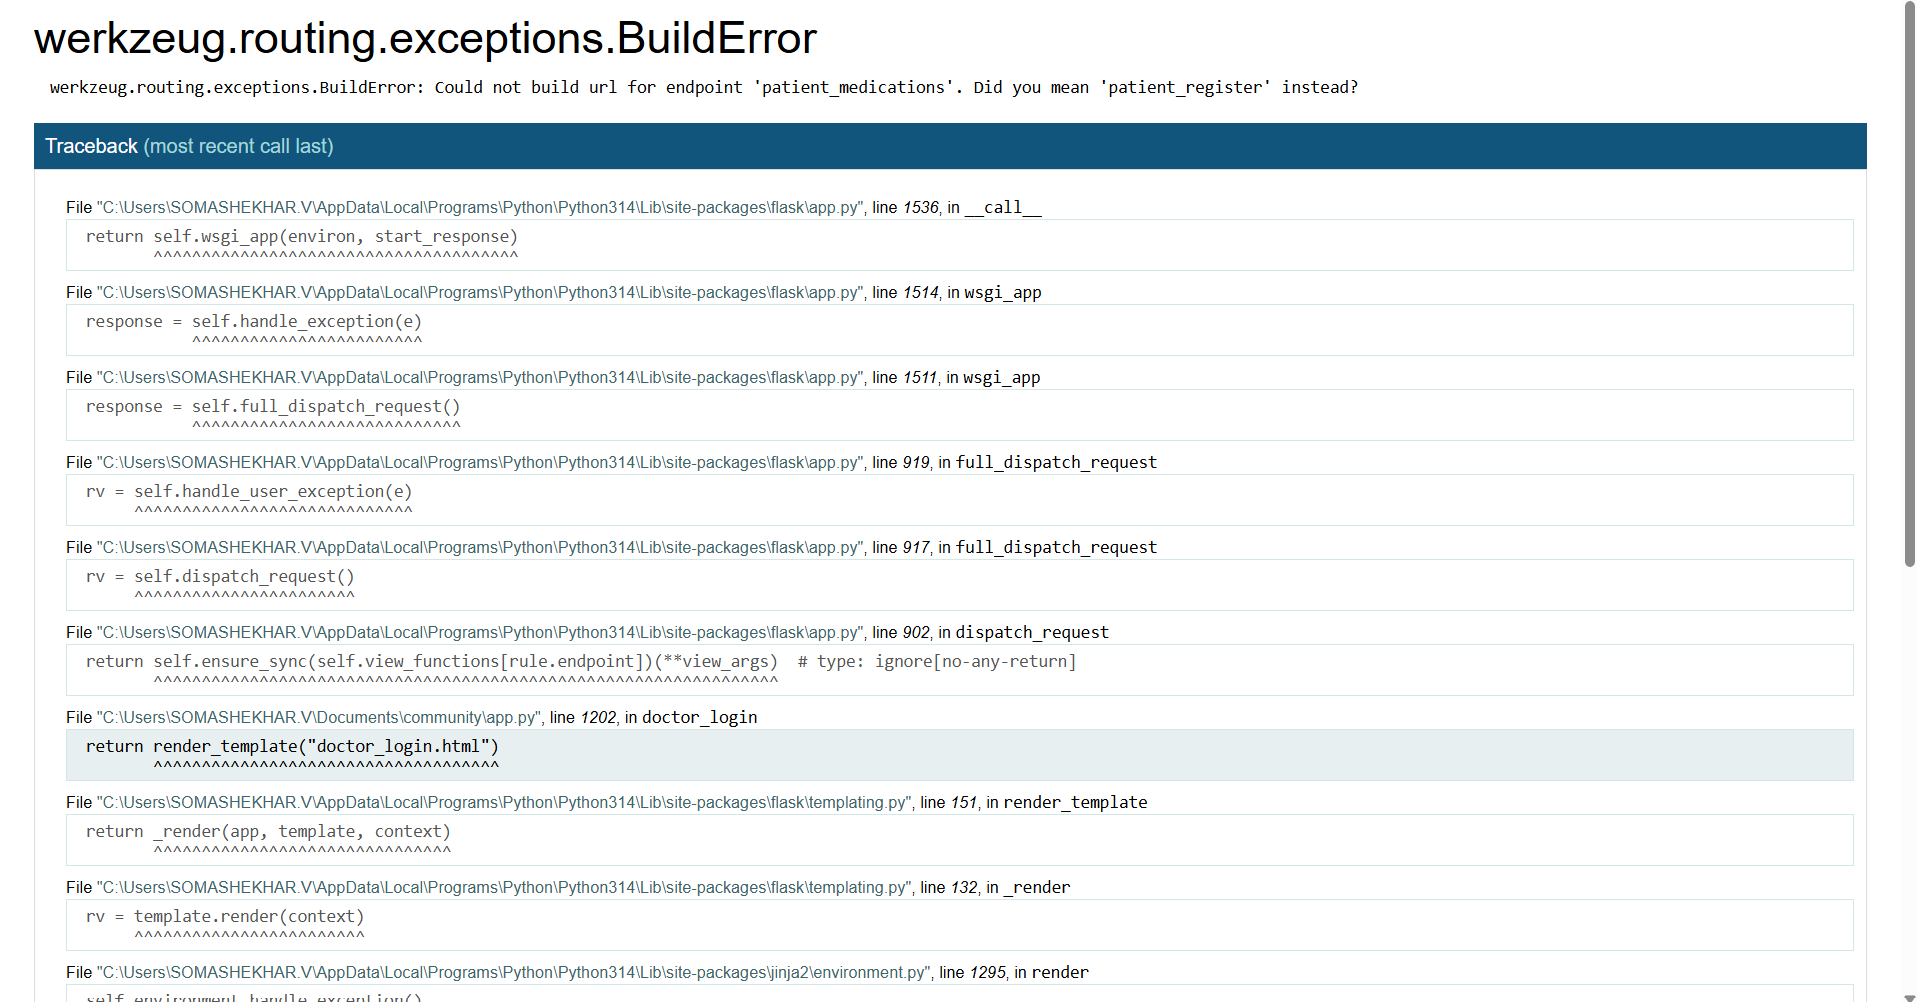 werkzeug.routing.exceptions.BuildError
werkzeug.routing.exceptions.BuildError: Could not build url for endpoint 'patient_medications'. Did you mean 'patient_register' instead?
Traceback (most recent call last)
File "C:\Users\SOMASHEKHAR.V\AppData\Local\Programs\Python\Python314\Lib\site-packages\flask\app.py", line 1536, in __call__
return self.wsgi_app(environ, start_response)
^^^^^^^^^^^^^^^^^^^^^^^^^^^^^^^^^^^^^^
File "C:\Users\SOMASHEKHAR.V\AppData\Local\Programs\Python\Python314\Lib\site-packages\flask\app.py", line 1514, in wsgi_app
response = self.handle_exception(e)
^^^^^^^^^^^^^^^^^^^^^^^^
File "C:\Users\SOMASHEKHAR.V\AppData\Local\Programs\Python\Python314\Lib\site-packages\flask\app.py", line 1511, in wsgi_app
response = self.full_dispatch_request()
^^^^^^^^^^^^^^^^^^^^^^^^^^^^
File "C:\Users\SOMASHEKHAR.V\AppData\Local\Programs\Python\Python314\Lib\site-packages\flask\app.py", line 919, in full_dispatch_request
rv = self.handle_user_exception(e)
^^^^^^^^^^^^^^^^^^^^^^^^^^^^^
File "C:\Users\SOMASHEKHAR.V\AppData\Local\Programs\Python\Python314\Lib\site-packages\flask\app.py", line 917, in full_dispatch_request
rv = self.dispatch_request()
^^^^^^^^^^^^^^^^^^^^^^^
File "C:\Users\SOMASHEKHAR.V\AppData\Local\Programs\Python\Python314\Lib\site-packages\flask\app.py", line 902, in dispatch_request
return self.ensure_sync(self.view_functions[rule.endpoint])(**view_args)  # type: ignore[no-any-return]
^^^^^^^^^^^^^^^^^^^^^^^^^^^^^^^^^^^^^^^^^^^^^^^^^^^^^^^^^^^^^^^^^
File "C:\Users\SOMASHEKHAR.V\Documents\community\app.py", line 1202, in doctor_login
return render_template("doctor_login.html")
^^^^^^^^^^^^^^^^^^^^^^^^^^^^^^^^^^^^
File "C:\Users\SOMASHEKHAR.V\AppData\Local\Programs\Python\Python314\Lib\site-packages\flask\templating.py", line 151, in render_template
return _render(app, template, context)
^^^^^^^^^^^^^^^^^^^^^^^^^^^^^^^
File "C:\Users\SOMASHEKHAR.V\AppData\Local\Programs\Python\Python314\Lib\site-packages\flask\templating.py", line 132, in _render
rv = template.render(context)
^^^^^^^^^^^^^^^^^^^^^^^^
File "C:\Users\SOMASHEKHAR.V\AppData\Local\Programs\Python\Python314\Lib\site-packages\jinja2\environment.py", line 1295, in render
self.environment.handle_exception()